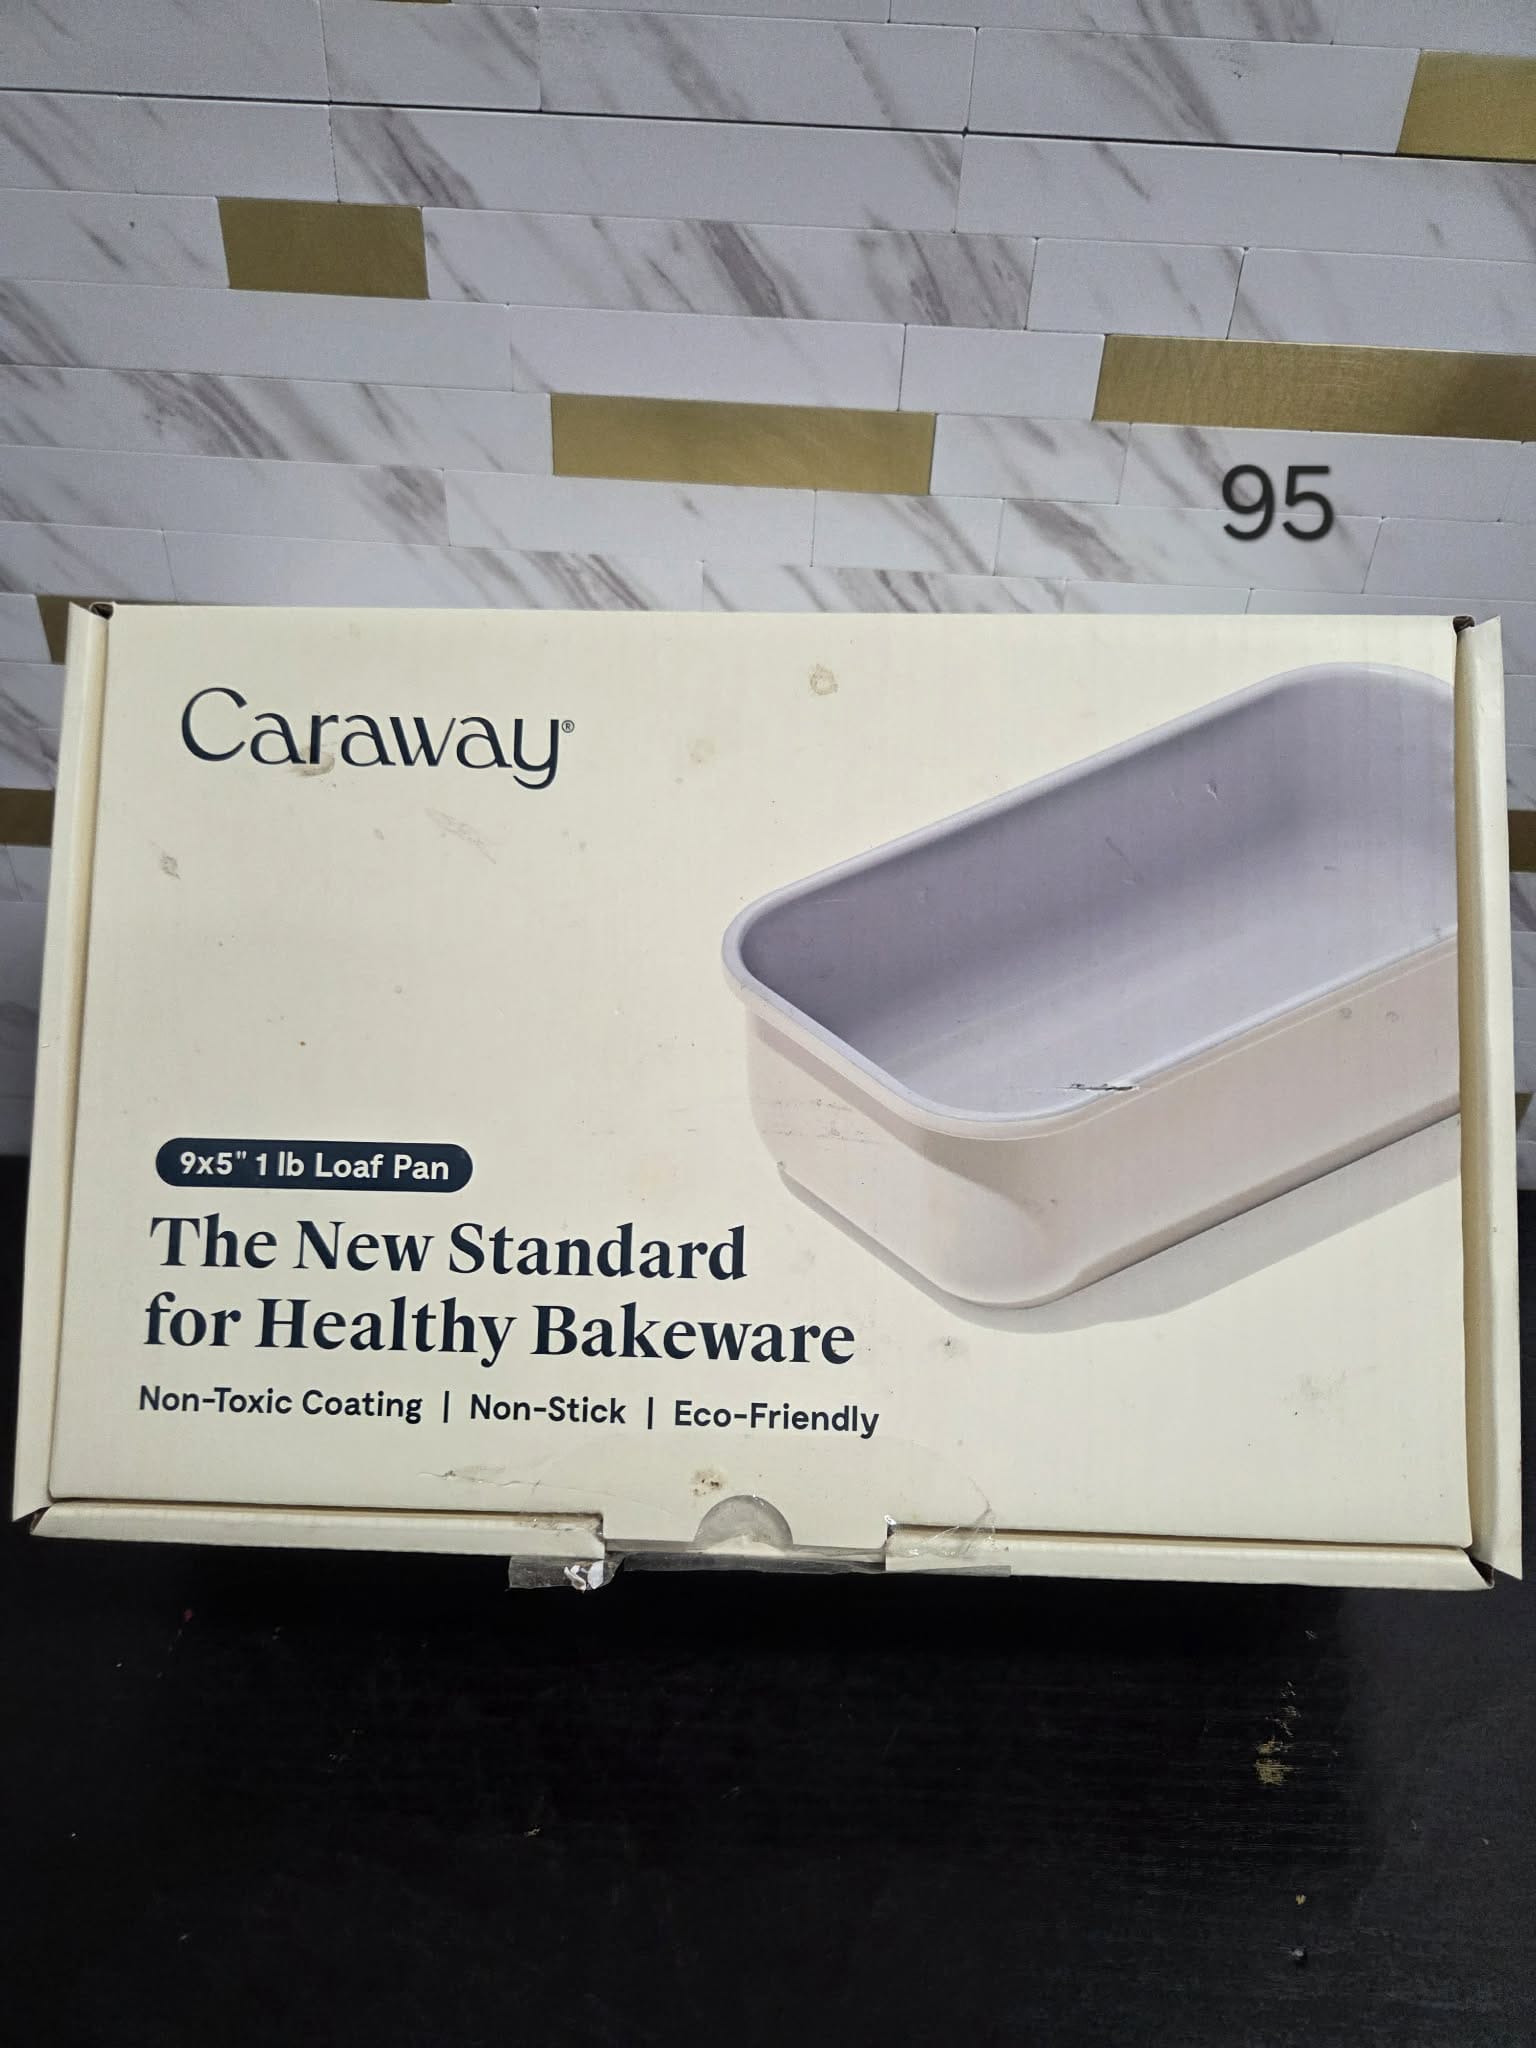 95
Caraway®
9x5" 1 lb Loaf Pan
The New Standard
for Healthy Bakeware
Non-Toxic Coating | Non-Stick | Eco-Friendly